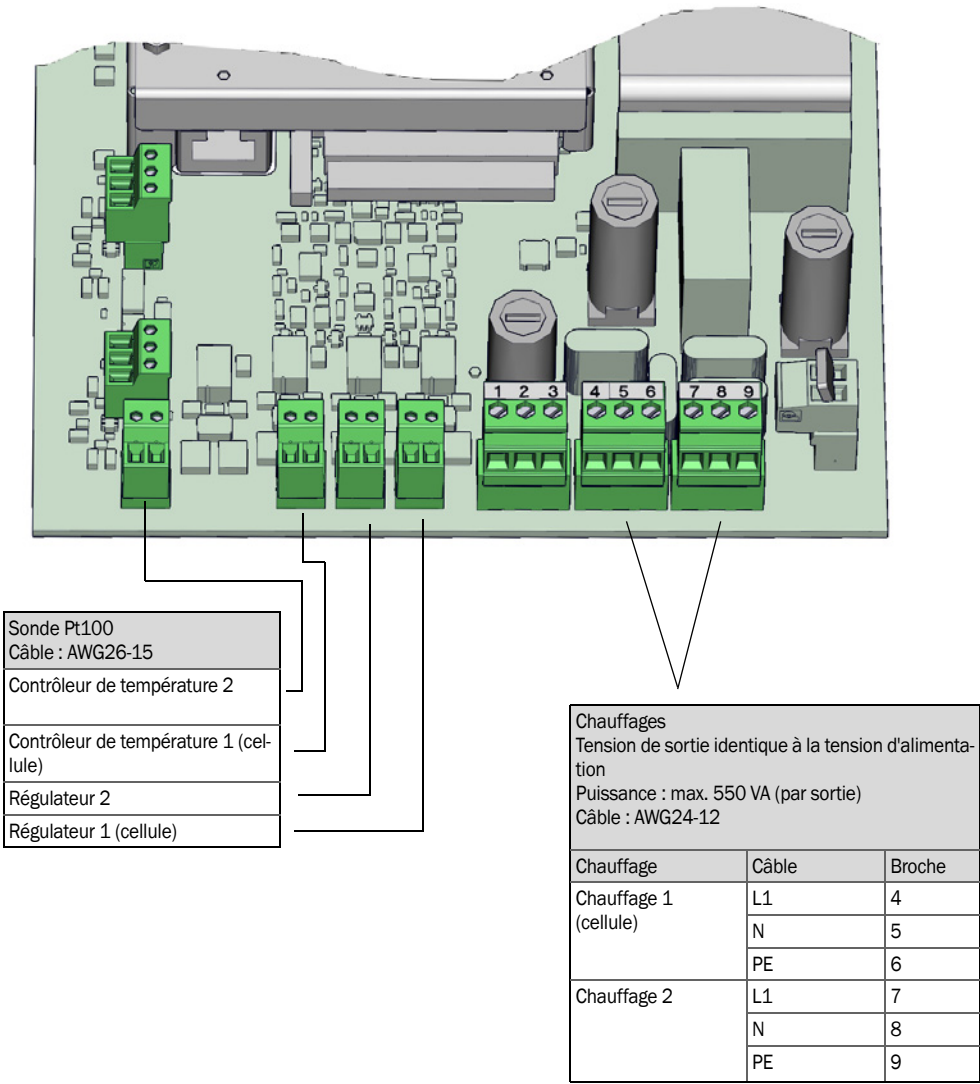 1 2 3
4 5 6
7 8 9
Sonde Pt100
Câble : AWG26-15
Contrôleur de température 2
Contrôleur de température 1 (cel-
lule)
Régulateur 2
Régulateur 1 (cellule)
Chauffages
Tension de sortie identique à la tension d'alimenta-
tion
Puissance : max. 550 VA (par sortie)
Câble : AWG24-12
Chauffage Câble Broche
Chauffage 1 L1 4
(cellule)
N 5
PE 6
Chauffage 2 L1 7
N 8
PE 9